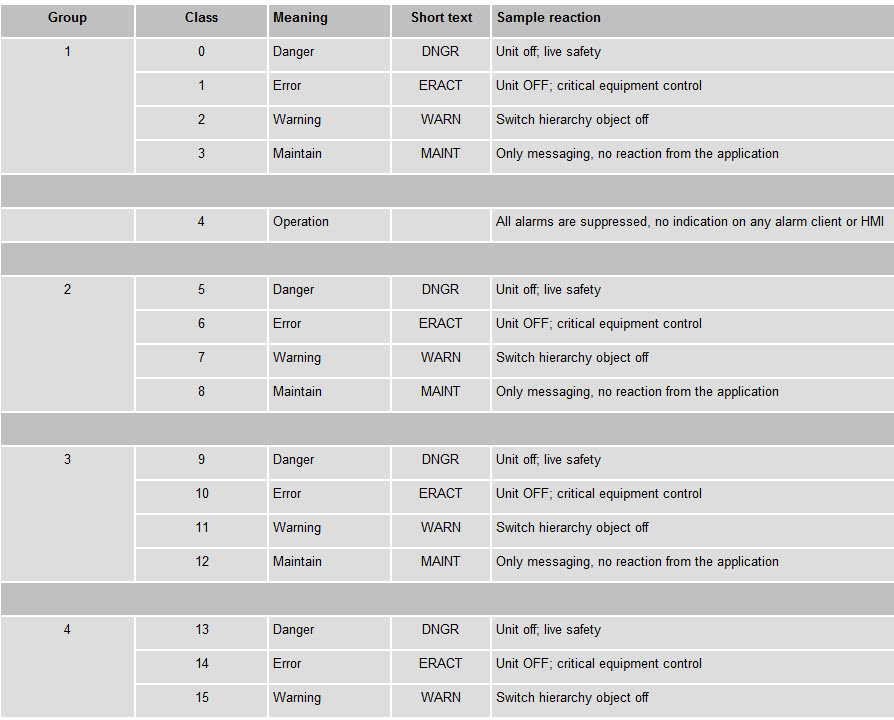 Group Class Meaning Short text Sample reaction
1 0 Danger DNGR Unit off; live safety
1 Error ERACT Unit OFF; critical equipment control
2 Warning WARN Switch hierarchy object off
3 Maintain MAINT Only messaging, no reaction from the application
4 Operation All alarms are suppressed, no indication on any alarm client or HMI
2 5 Danger DNGR Unit off; live safety
6 Error ERACT Unit OFF; critical equipment control
7 Warning WARN Switch hierarchy object off
8 Maintain MAINT Only messaging, no reaction from the application
3 9 Danger DNGR Unit off; live safety
10 Error ERACT Unit OFF; critical equipment control
11 Warning WARN Switch hierarchy object off
12 Maintain MAINT Only messaging, no reaction from the application
4 13 Danger DNGR Unit off; live safety
14 Error ERACT Unit OFF; critical equipment control
15 Warning WARN Switch hierarchy object off